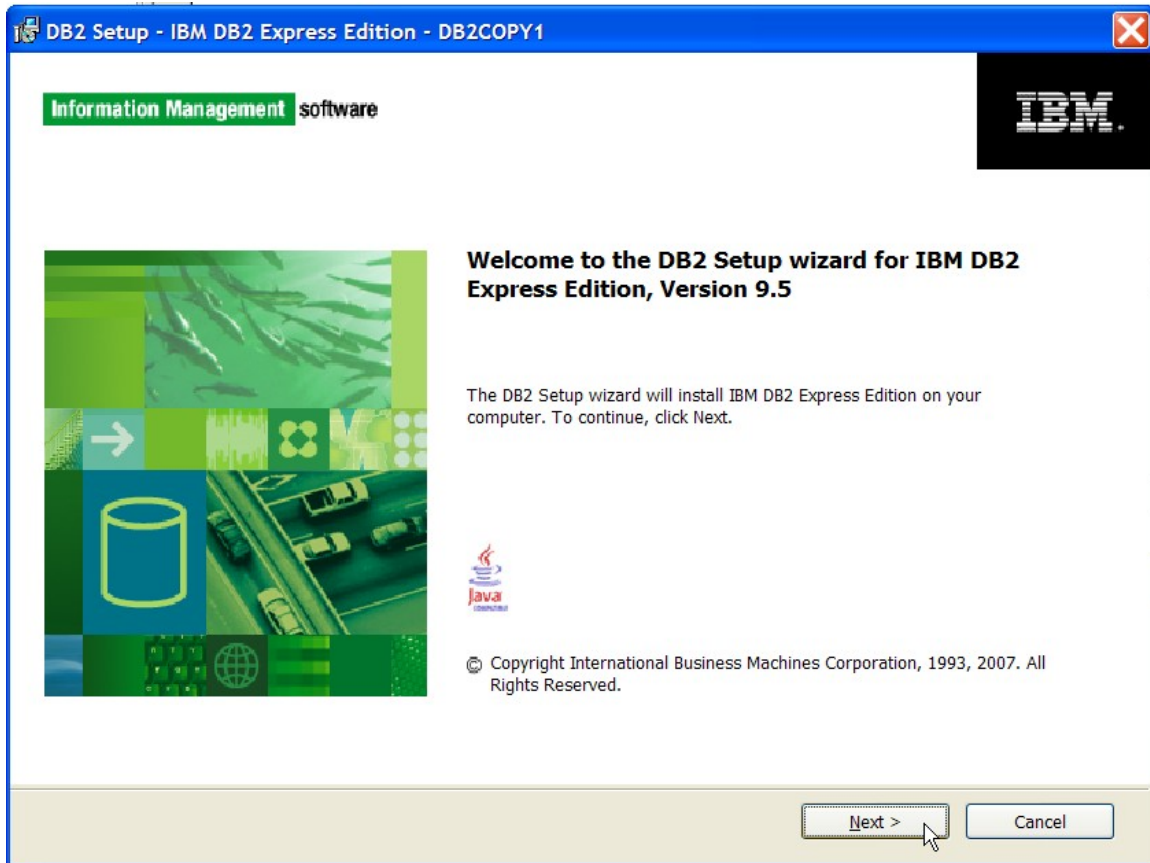 DB2 Setup - IBM DB2 Express Edition - DB2COPY1
Information Management software
IBM.
Welcome to the DB2 Setup wizard for IBM DB2
Express Edition, Version 9.5
The DB2 Setup wizard will install IBM DB2 Express Edition on your
computer. To continue, click Next.
Java
COMPATIBLE
© Copyright International Business Machines Corporation, 1993, 2007. All
Rights Reserved.
Next >
Cancel